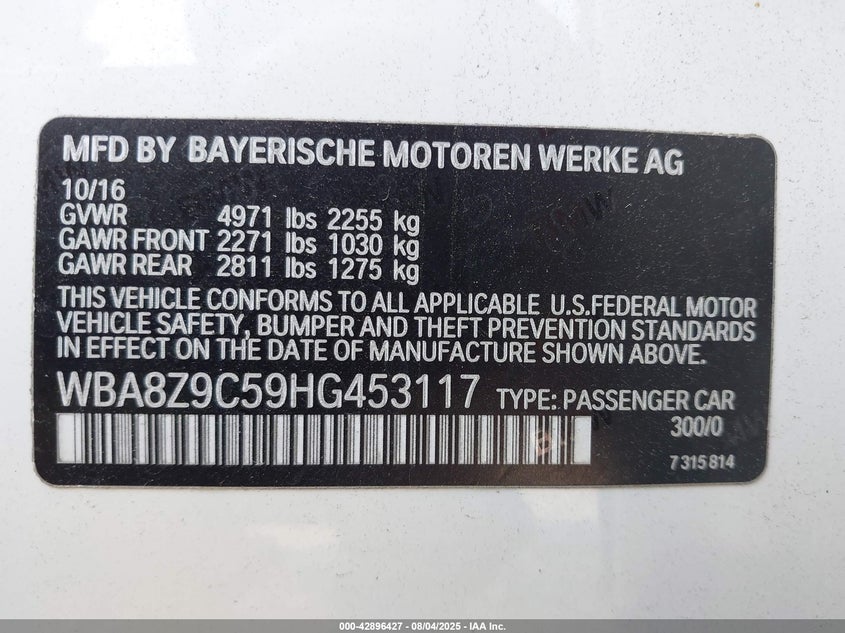 MFD BY BAYERISCHE MOTOREN WERKE AG
10/16
GVWR 4971 lbs 2255 kg
GAWR FRONT 2271 lbs 1030 kg
GAWR REAR 2811 lbs 1275 kg
THIS VEHICLE CONFORMS TO ALL APPLICABLE U.S.FEDERAL MOTOR
VEHICLE SAFETY, BUMPER AND THEFT PREVENTION STANDARDS
IN EFFECT ON THE DATE OF MANUFACTURE SHOWN ABOVE.
WBA8Z9C59HG453117 TYPE: PASSENGER CAR
300/0
7 315 814
000-42896427 - 08/04/2025 - IAA Inc.